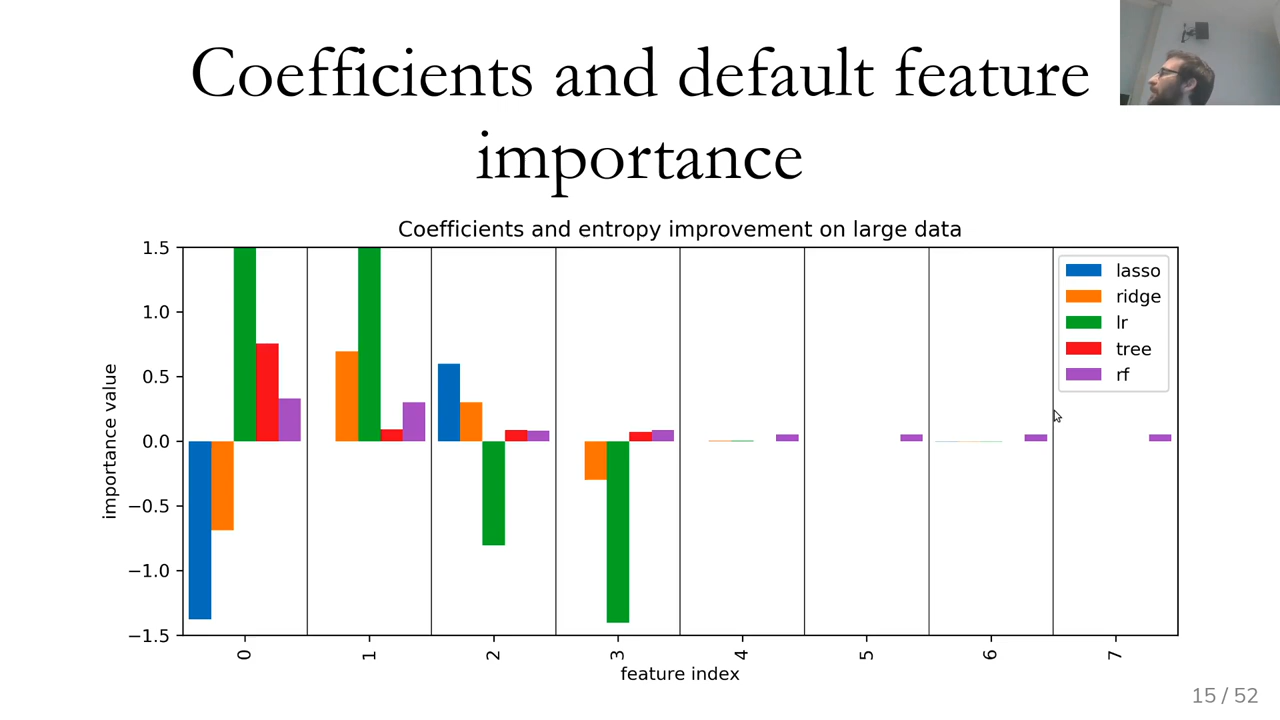 Coefficients and default feature
importance
Coefficients and entropy improvement on large data
1.5
1.0
0.5
0.0
−0.5
−1.0
−1.5
importance value
lasso
ridge
lr
tree
rf
0 1 2 3 4 5 6 7
feature index
15 / 52